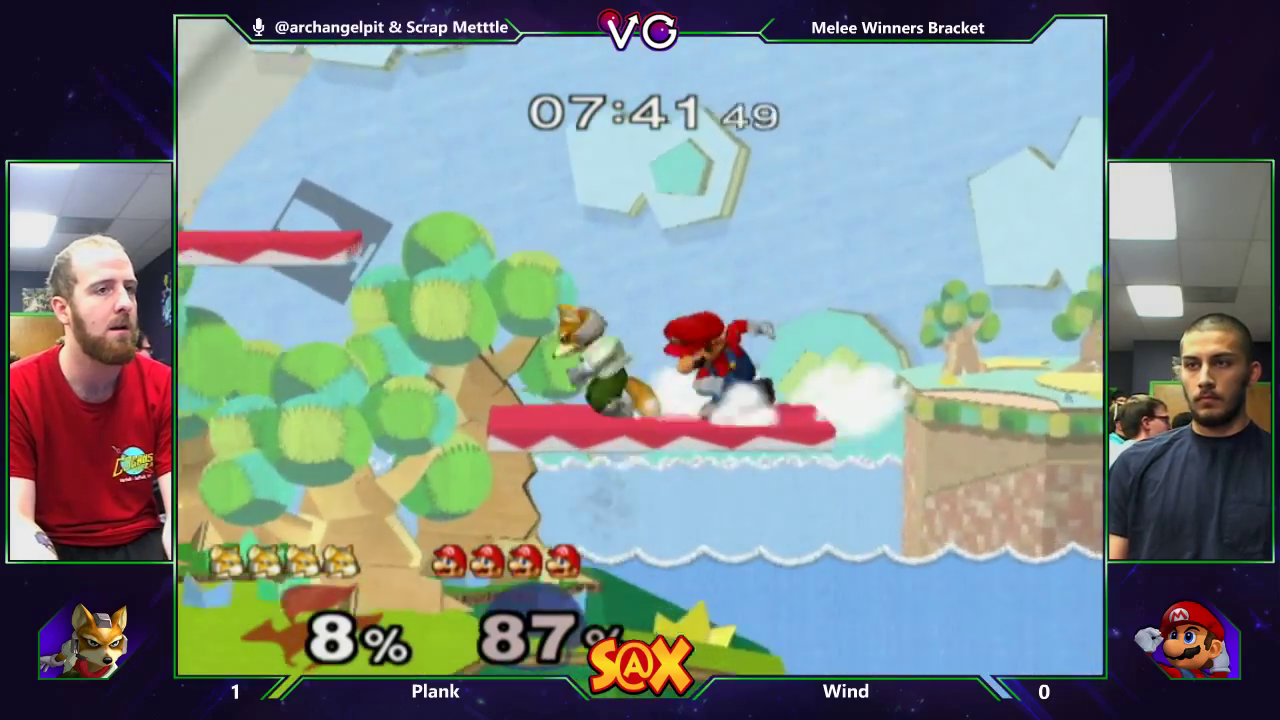 @archangelpit & Scrap Metttle
VG
Melee Winners Bracket
07:41 49
8%
87%
S@X
1
Plank
Wind
0